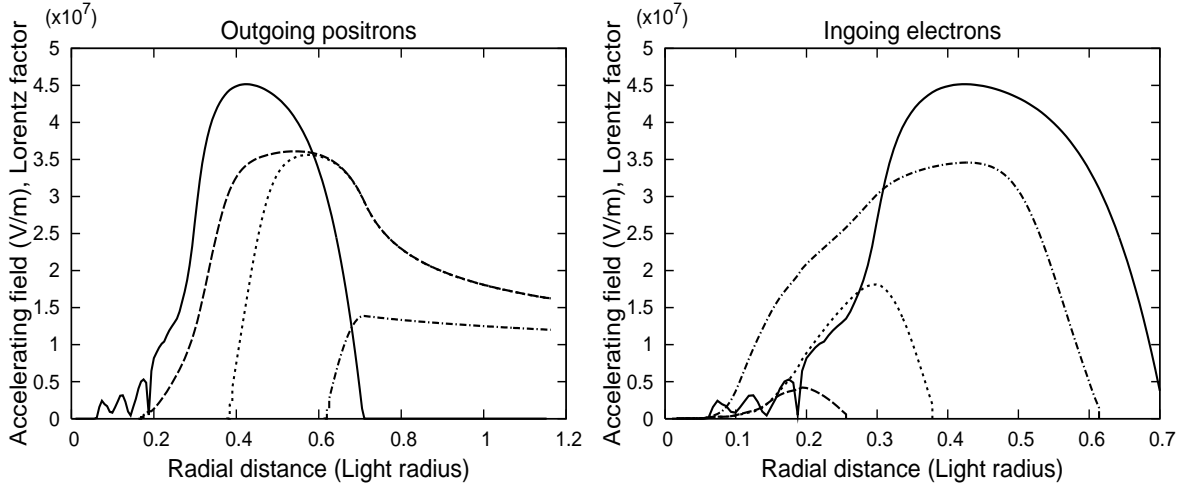 (x10⁷)
Outgoing positrons
Accelerating field (V/m), Lorentz factor
5
4.5
4
3.5
3
2.5
2
1.5
1
0.5
0
0 0.2 0.4 0.6 0.8 1 1.2
Radial distance (Light radius)
(x10⁷)
Ingoing electrons
Accelerating field (V/m), Lorentz factor
5
4.5
4
3.5
3
2.5
2
1.5
1
0.5
0
0 0.1 0.2 0.3 0.4 0.5 0.6 0.7
Radial distance (Light radius)